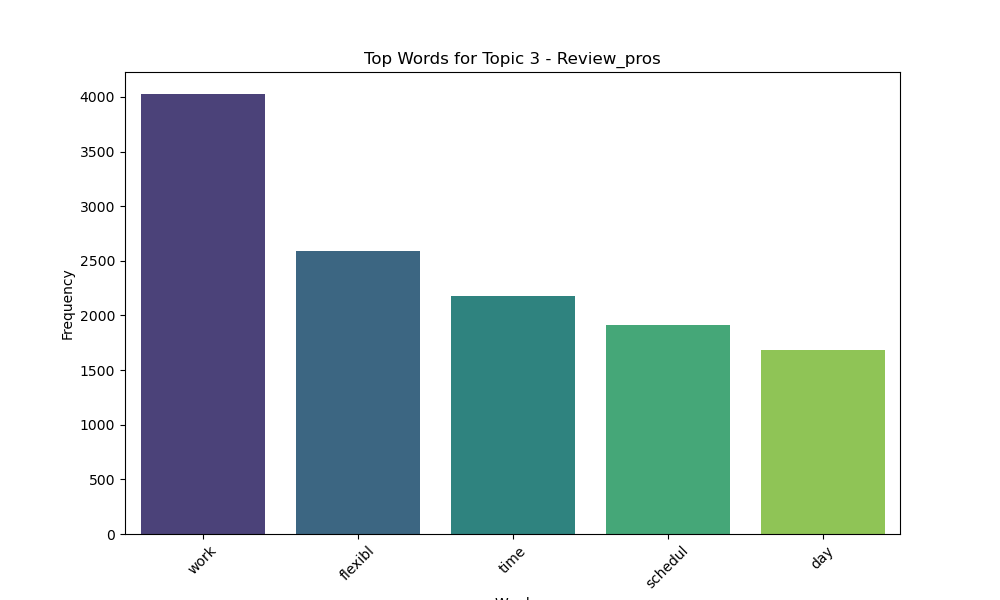 Top Words for Topic 3 - Review_pros
4000
3500
3000
2500
2000
1500
1000
500
0
Frequency
work
flexibl
time
schedul
day